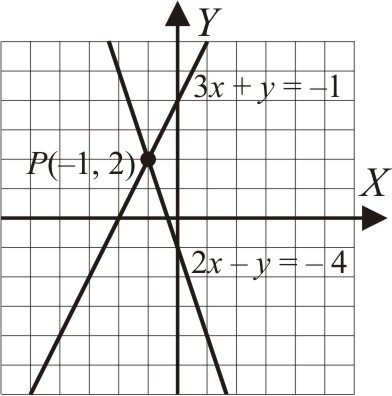 Y
3x + y = –1
P(–1, 2)
X
2x – y = – 4